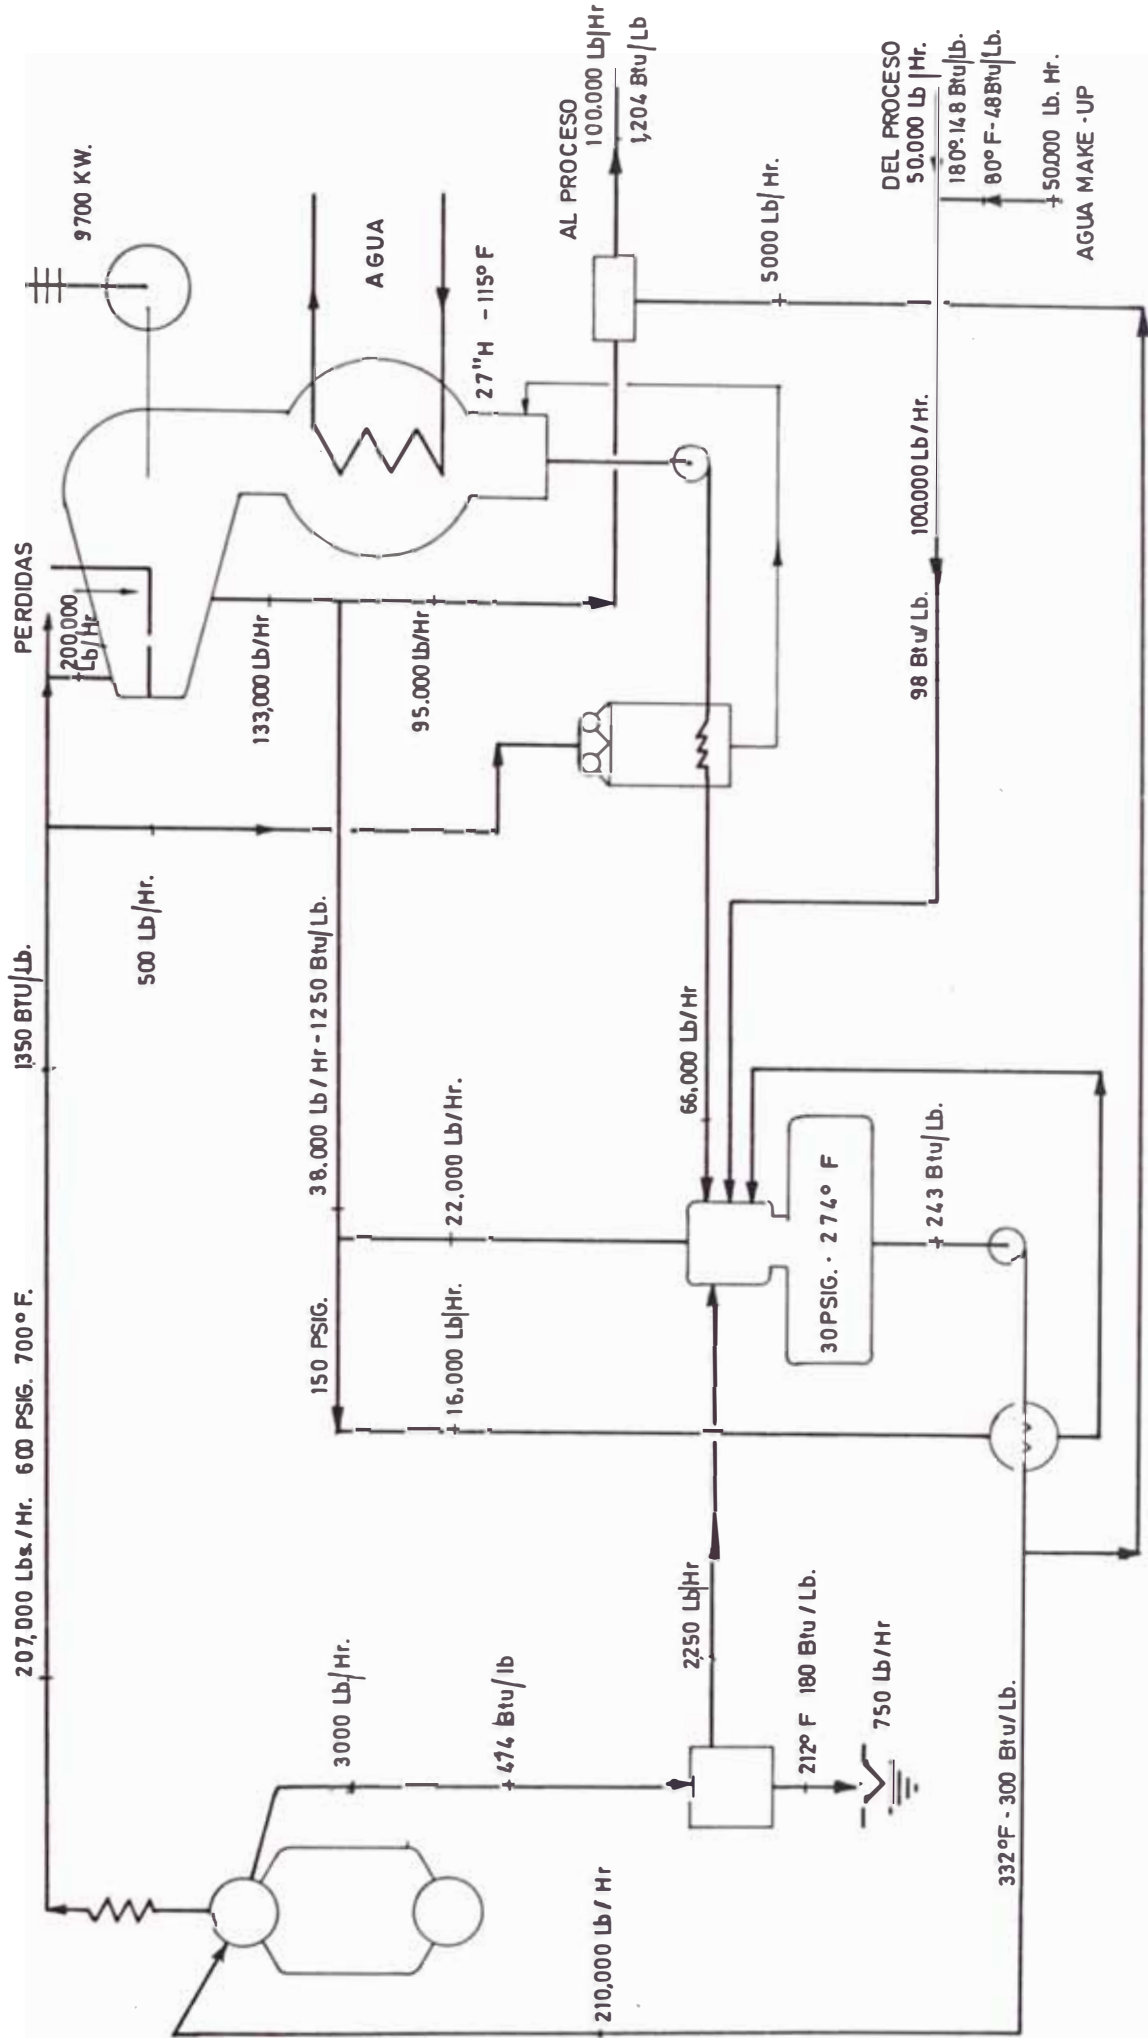 207,000 Lbs./Hr. 600 PSIG. 700° F.
1350 BTU/Lb.
PERDIDAS
200.000
Lb/Hr
9700 KW.
500 Lb/Hr.
133,000 Lb/Hr
AGUA
27"H - 115° F
150 PSIG.
38.000 Lb/Hr - 1250 Btu/Lb.
95.000 Lb/Hr
3000 Lb/Hr.
16,000 Lb/Hr.
22,000 Lb/Hr.
474 Btu/lb
AL PROCESO
100.000 Lb/Hr
1,204 Btu/Lb
2,250 Lb/Hr
66,000 Lb/Hr
5000 Lb/Hr.
212° F 180 Btu/Lb.
750 Lb/Hr
30 PSIG. - 274° F
243 Btu/Lb.
98 Btu/Lb.
100.000 Lb/Hr.
DEL PROCESO
50.000 Lb/Hr.
180°-148 Btu/Lb.
80° F-48 Btu/Lb.
50.000 Lb. Hr.
AGUA MAKE-UP
210,000 Lb/Hr
332°F - 300 Btu/Lb.